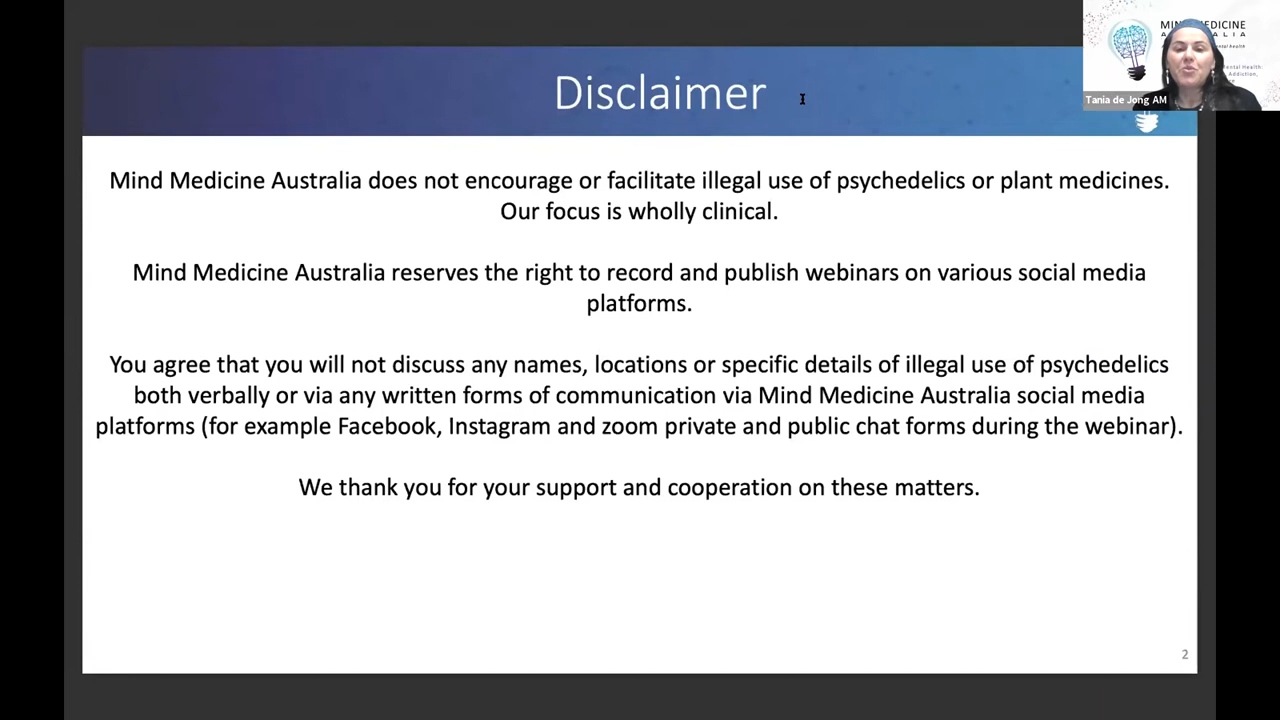 Disclaimer
Mind Medicine Australia does not encourage or facilitate illegal use of psychedelics or plant medicines.
Our focus is wholly clinical.
Mind Medicine Australia reserves the right to record and publish webinars on various social media
platforms.
You agree that you will not discuss any names, locations or specific details of illegal use of psychedelics
both verbally or via any written forms of communication via Mind Medicine Australia social media
platforms (for example Facebook, Instagram and zoom private and public chat forms during the webinar).
We thank you for your support and cooperation on these matters.
2
Tania de Jong AM